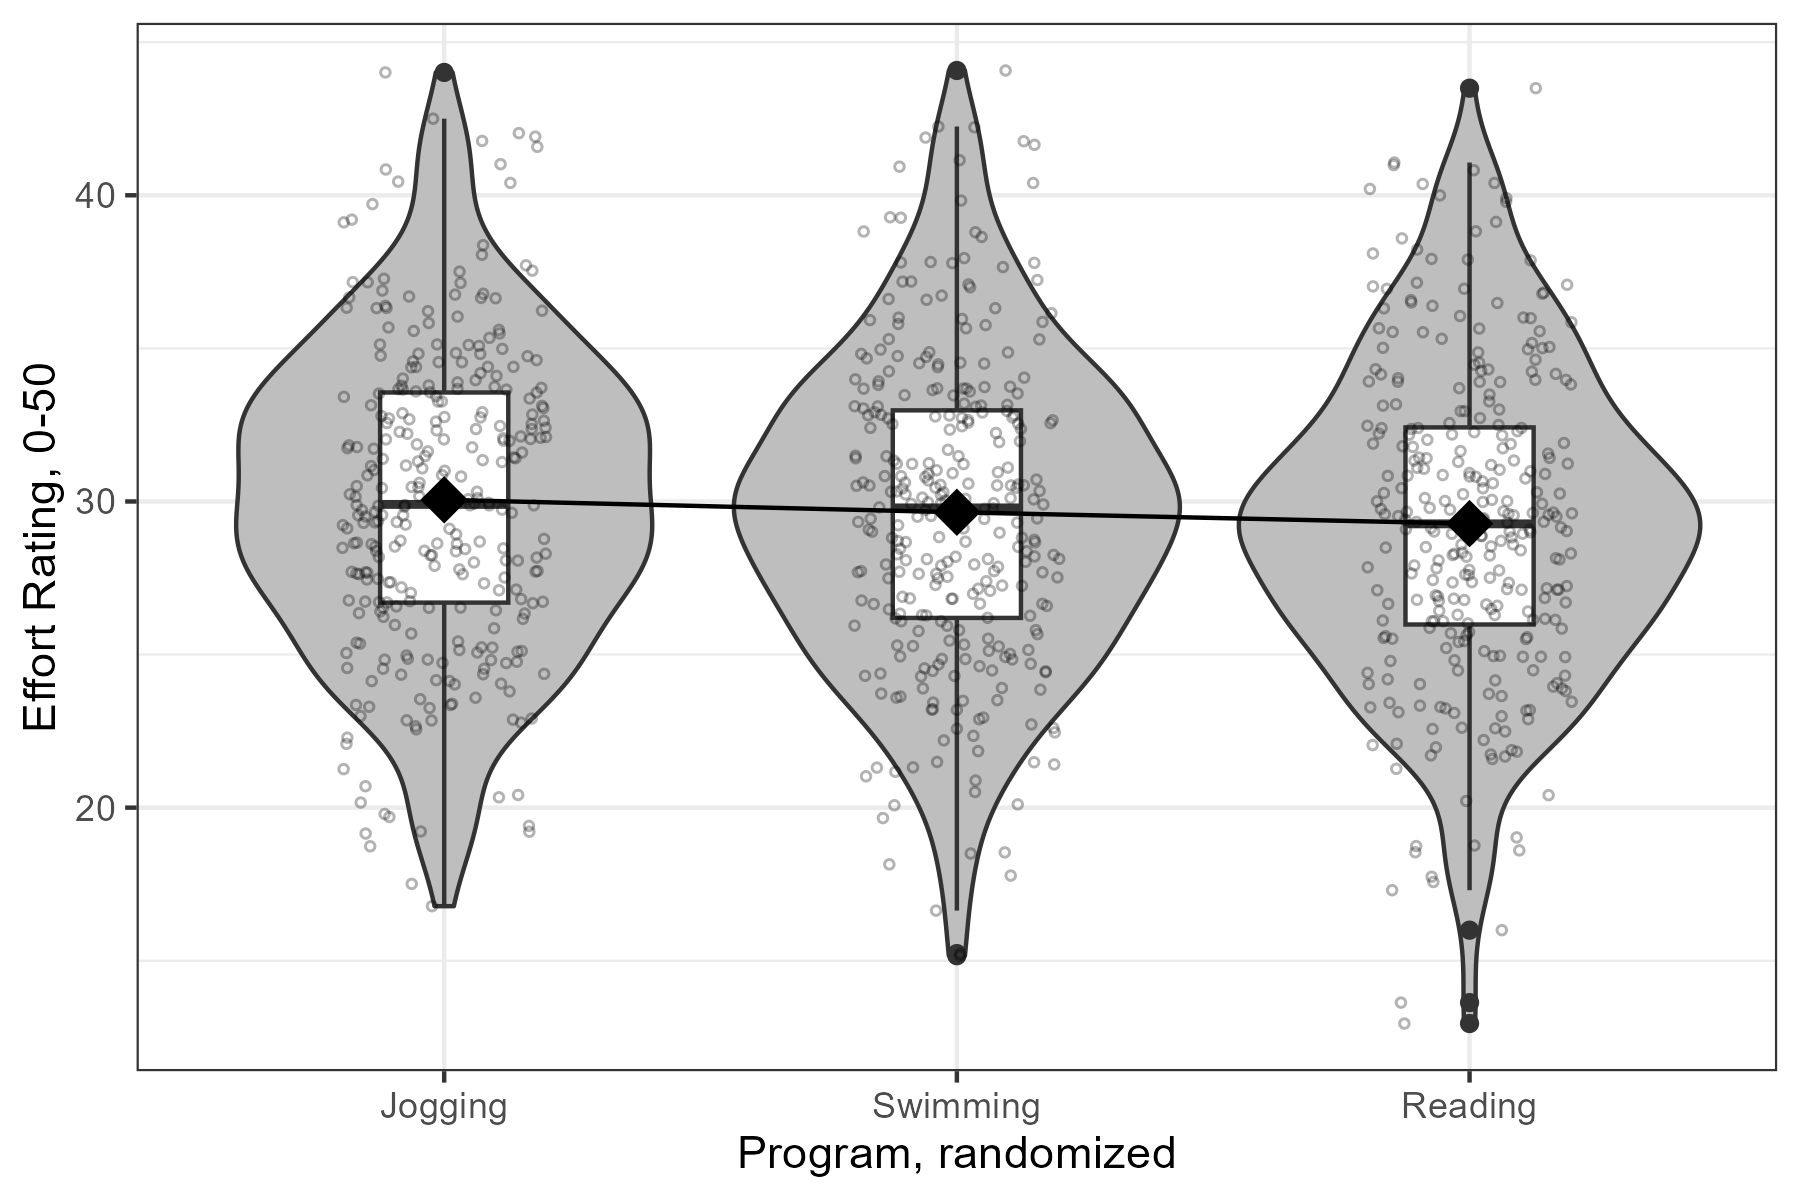 Effort Rating, 0-50
40
30
20
Jogging Swimming Reading
Program, randomized